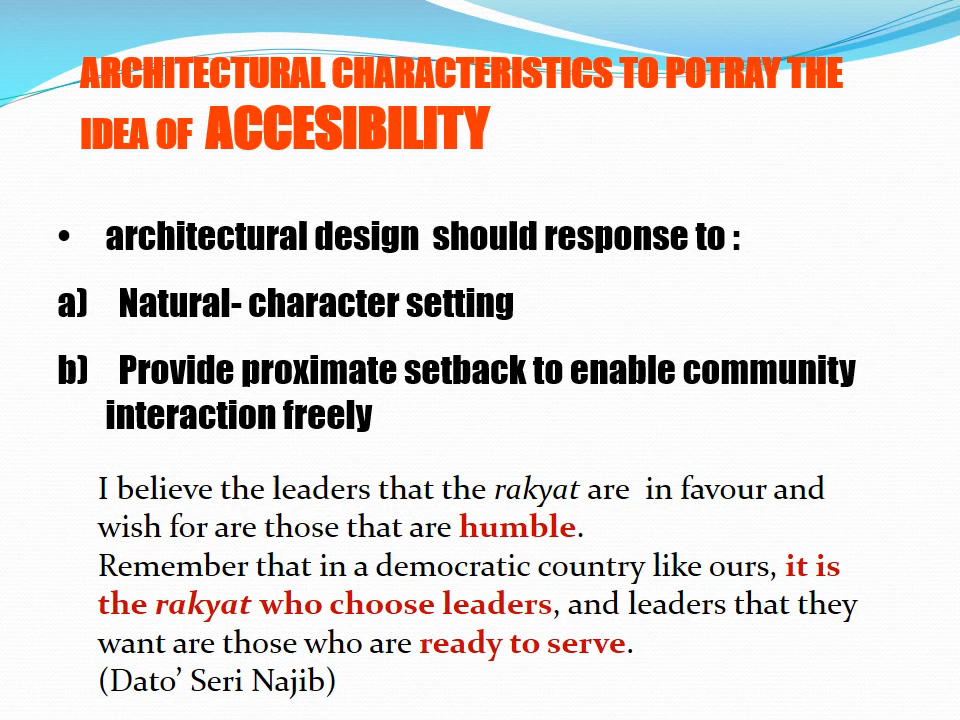 ARCHITECTURAL CHARACTERISTICS TO POTRAY THE
IDEA OF ACCESIBILITY
• architectural design should response to :
a) Natural- character setting
b) Provide proximate setback to enable community
interaction freely
I believe the leaders that the rakyat are in favour and
wish for are those that are humble.
Remember that in a democratic country like ours, it is
the rakyat who choose leaders, and leaders that they
want are those who are ready to serve.
(Dato’ Seri Najib)